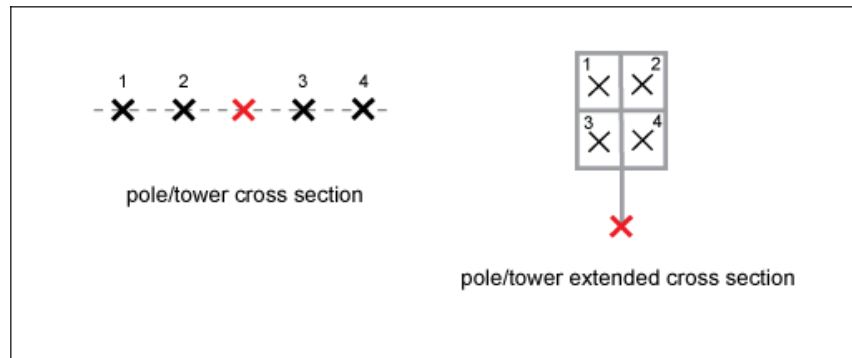 1 2 3 4
pole/tower cross section
1 2
3 4
pole/tower extended cross section